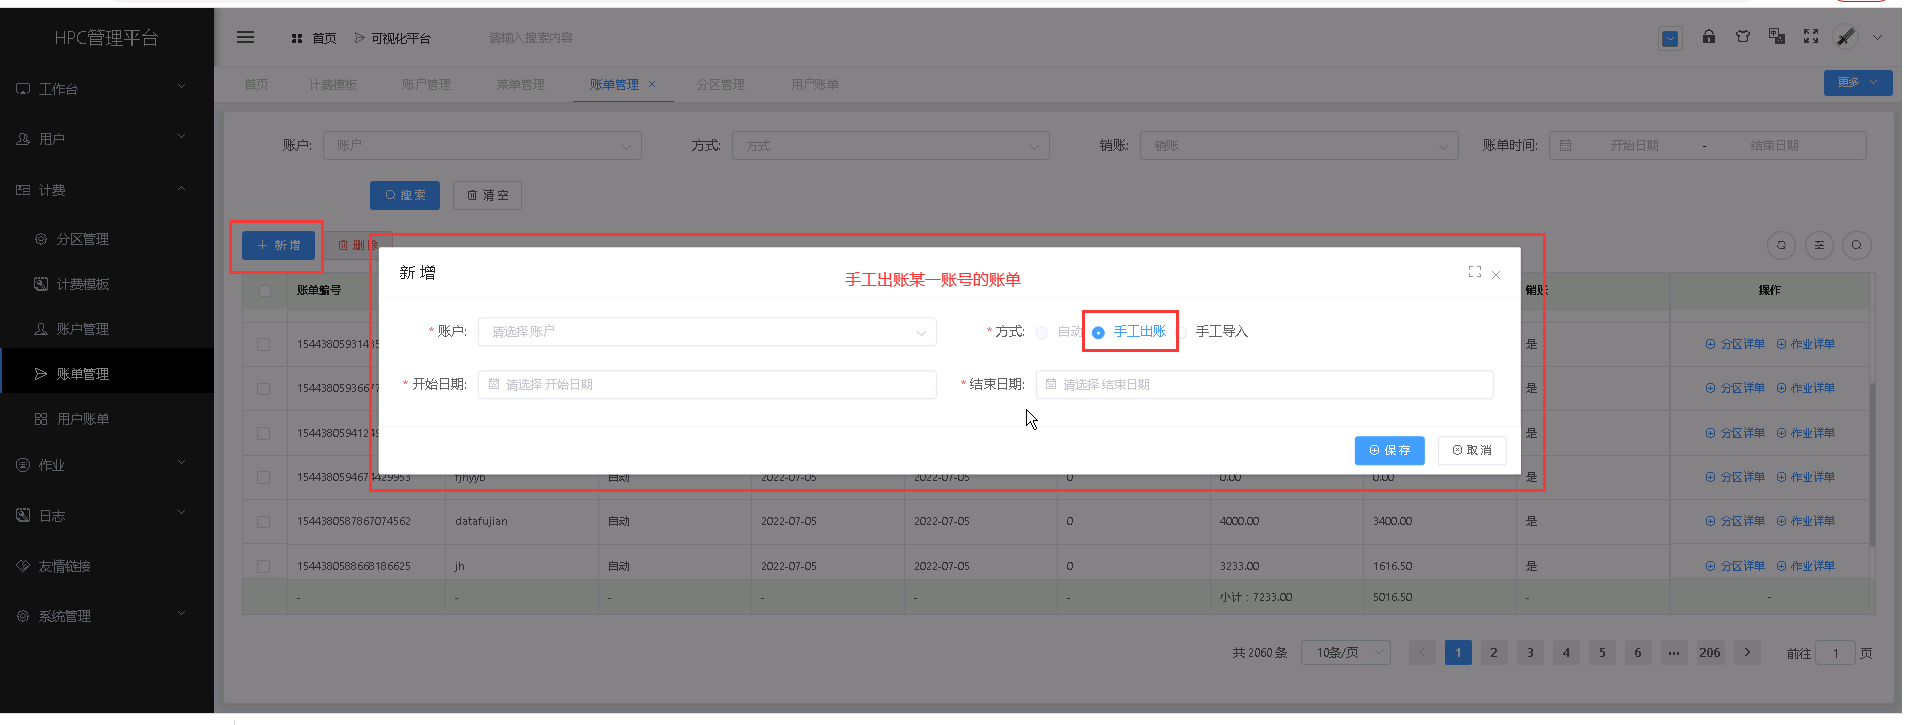 HPC管理平台
首页 可视化平台 请输入搜索内容
首页 计费模板 账户管理 菜单管理 账单管理 × 分区管理 用户账单 更多
工作台
用户
计费
分区管理
计费模板
账户管理
账单管理
用户账单
作业
日志
友情链接
系统管理
账户: 账户 方式: 方式 销账: 销账 账单时间: 开始日期 - 结束日期
搜索 清空
新增 删除
账单编号 销账 操作
新增
手工出账某一账号的账单
* 账户: 请选择 账户 * 方式: 自动 手工出账 手工导入
* 开始日期: 请选择 开始日期 * 结束日期: 请选择 结束日期
保存 取消
是 分区详单 作业详单
是 分区详单 作业详单
是 分区详单 作业详单
1544380594674429953 fjhyyb 自动 2022-07-05 2022-07-05 0 0.00 0.00 是 分区详单 作业详单
1544380587867074562 datafujian 自动 2022-07-05 2022-07-05 0 4000.00 3400.00 是 分区详单 作业详单
1544380588668186625 jh 自动 2022-07-05 2022-07-05 0 3233.00 1616.50 是 分区详单 作业详单
- - - - - - 小计：7233.00 5016.50 - -
共 2060 条 10条/页 < 1 2 3 4 5 6 ··· 206 > 前往 1 页